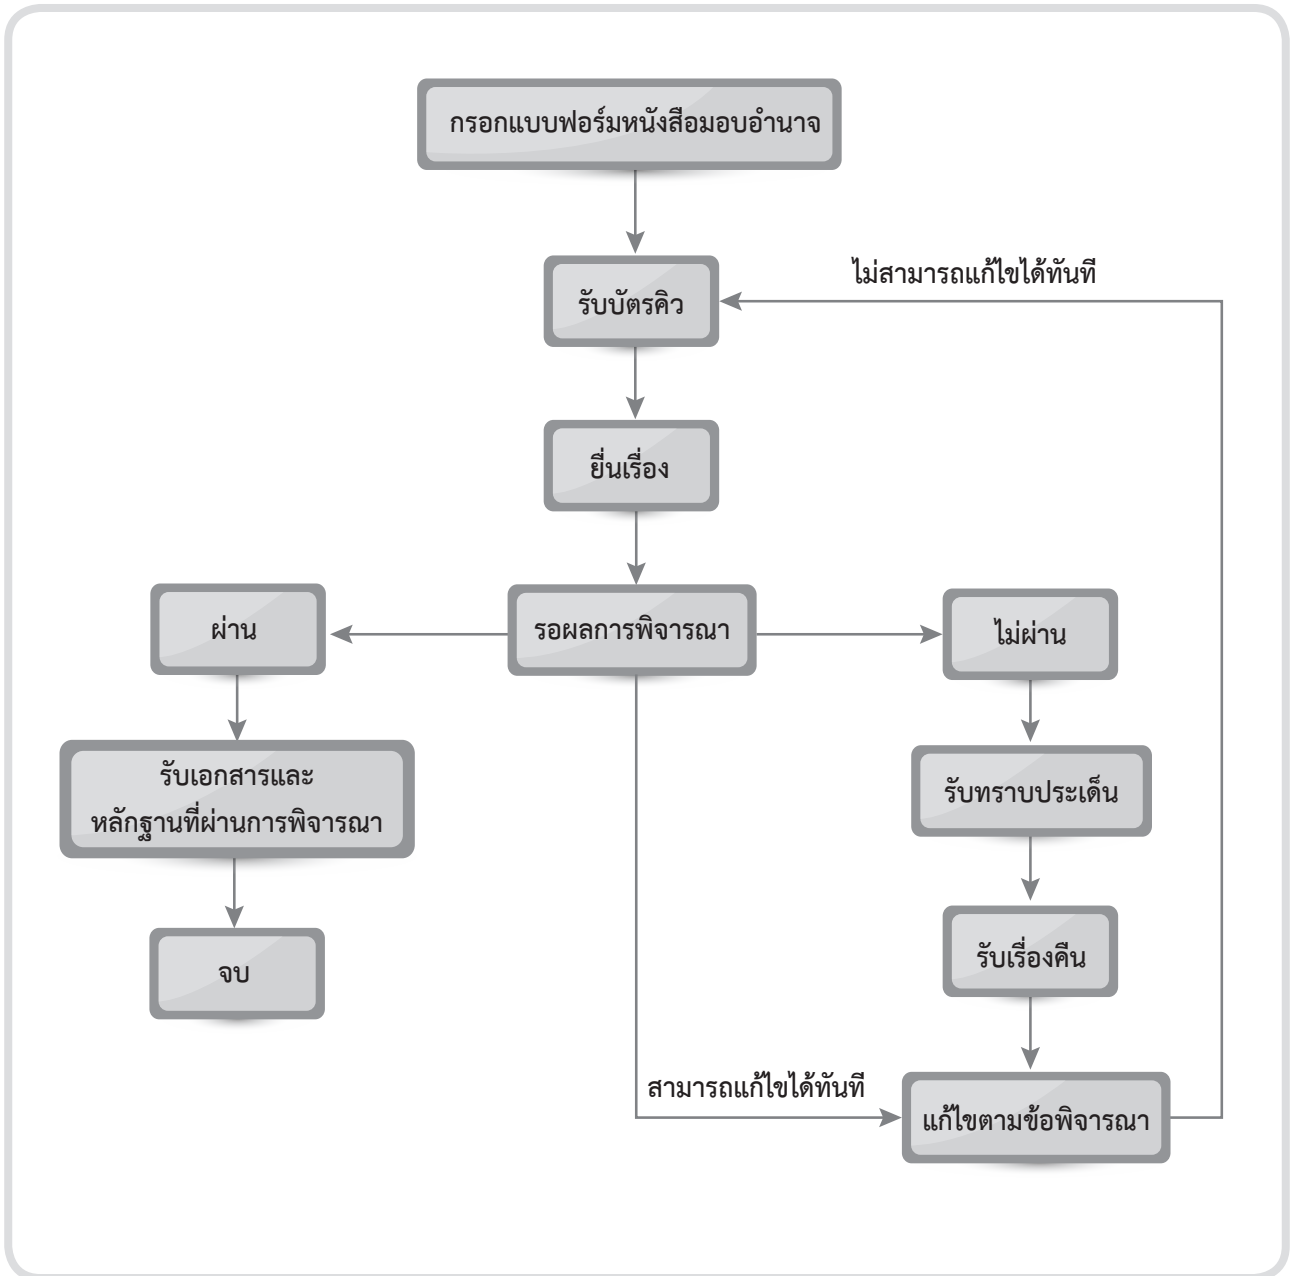 กรอกแบบฟอร์มหนังสือมอบอำนาจ
ไม่สามารถแก้ไขได้ทันที
รับบัตรคิว
ยื่นเรื่อง
ผ่าน
รอผลการพิจารณา
ไม่ผ่าน
รับเอกสารและ
หลักฐานที่ผ่านการพิจารณา
รับทราบประเด็น
จบ
รับเรื่องคืน
สามารถแก้ไขได้ทันที
แก้ไขตามข้อพิจารณา